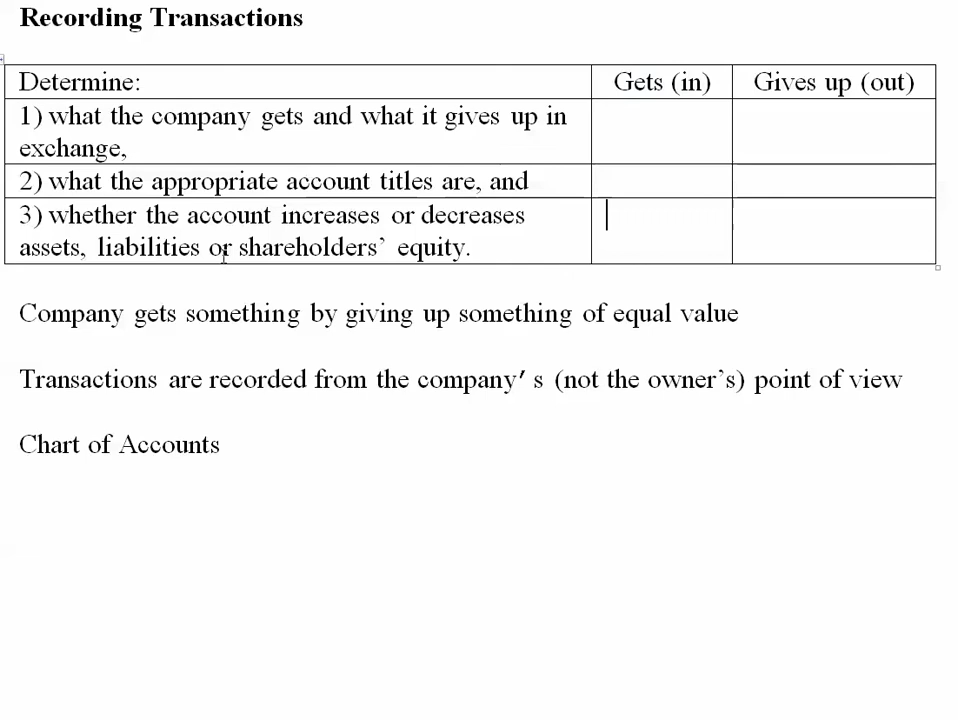 Recording Transactions
Determine: Gets (in) Gives up (out)
1) what the company gets and what it gives up in
exchange,
2) what the appropriate account titles are, and
3) whether the account increases or decreases
assets, liabilities or shareholders’ equity.
Company gets something by giving up something of equal value
Transactions are recorded from the company′ s (not the owner’s) point of view
Chart of Accounts